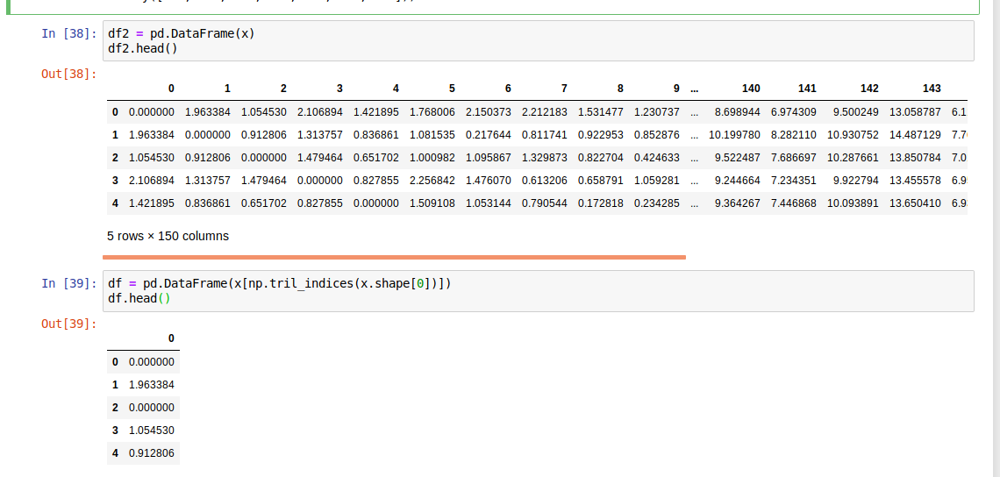 In [38]: df2 = pd.DataFrame(x)
df2.head()
Out[38]:
0 1 2 3 4 5 6 7 8 9 ... 140 141 142 143
0 0.000000 1.963384 1.054530 2.106894 1.421895 1.768006 2.150373 2.212183 1.531477 1.230737 ... 8.698944 6.974309 9.500249 13.058787 6.1
1 1.963384 0.000000 0.912806 1.313757 0.836861 1.081535 0.217644 0.811741 0.922953 0.852876 ... 10.199780 8.282110 10.930752 14.487129 7.7
2 1.054530 0.912806 0.000000 1.479464 0.651702 1.000982 1.095867 1.329873 0.822704 0.424633 ... 9.522487 7.686697 10.287661 13.850784 7.0
3 2.106894 1.313757 1.479464 0.000000 0.827855 2.256842 1.476070 0.613206 0.658791 1.059281 ... 9.244664 7.234351 9.922794 13.455578 6.9
4 1.421895 0.836861 0.651702 0.827855 0.000000 1.509108 1.053144 0.790544 0.172818 0.234285 ... 9.364267 7.446868 10.093891 13.650410 6.9
5 rows × 150 columns
In [39]: df = pd.DataFrame(x[np.tril_indices(x.shape[0])])
df.head()
Out[39]:
0
0 0.000000
1 1.963384
2 0.000000
3 1.054530
4 0.912806